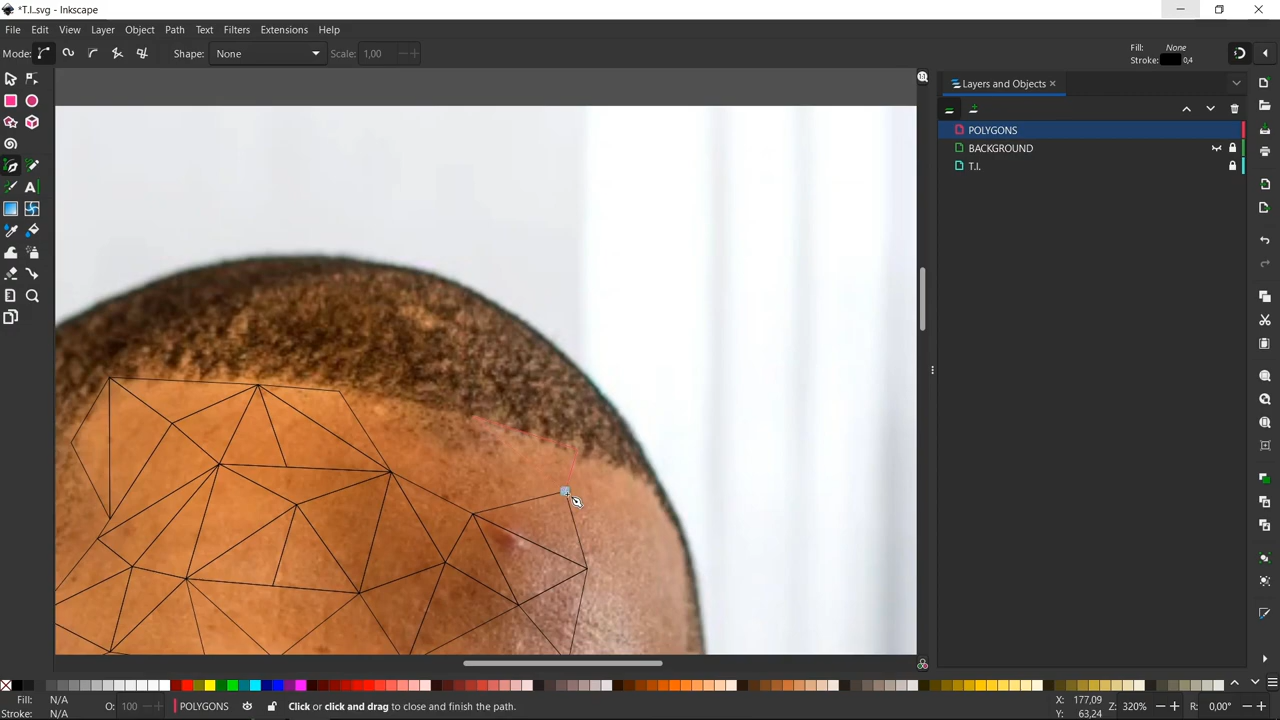 *T.I..svg - Inkscape
File Edit View Layer Object Path Text Filters Extensions Help
Mode: Shape: None Scale: 1,00
Fill: None
Stroke: 0,4
Layers and Objects
POLYGONS
BACKGROUND
T.I.
Fill: N/A
Stroke: N/A
O: 100
POLYGONS
Click or click and drag to close and finish the path.
X: 177,09
Y: 63,24
Z: 320%
R: 0,00°